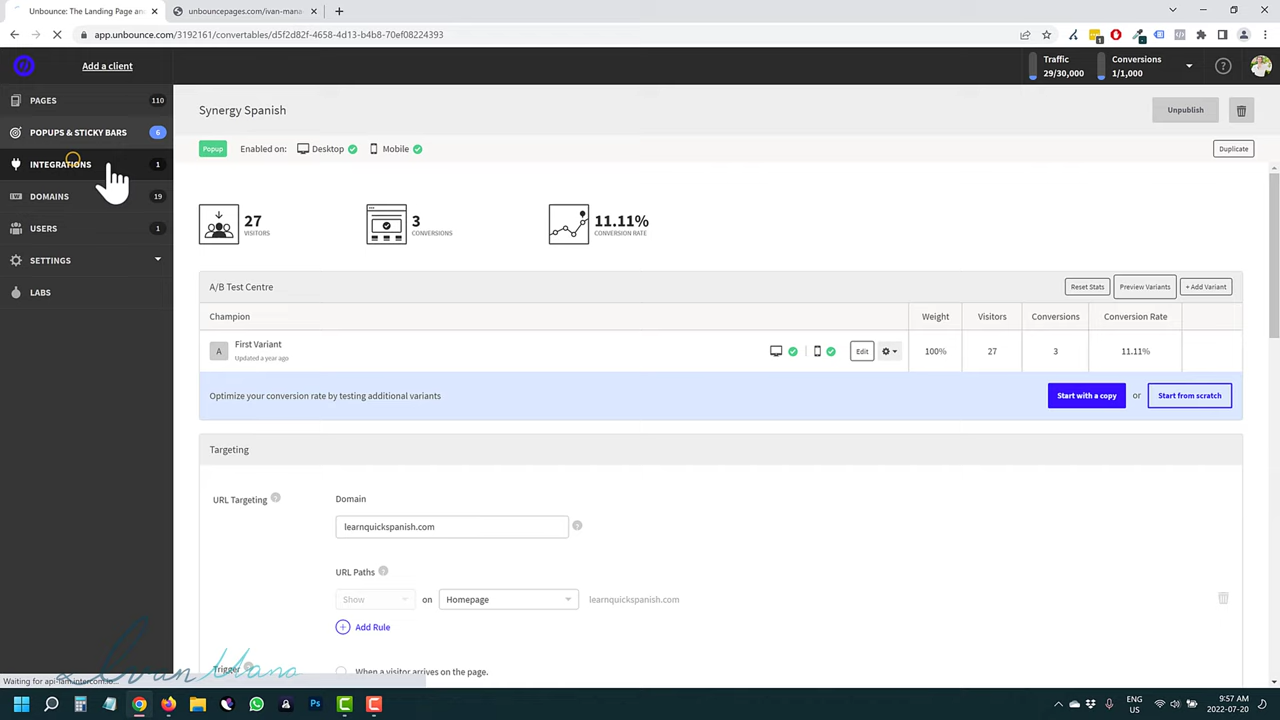 Unbounce: The Landing Page an
unbouncepages.com/ivan-mana
app.unbounce.com/3192161/convertables/d5f2d82f-4658-4d13-b4b8-70ef08224393
Add a client
Traffic
29/30,000
Conversions
1/1,000
PAGES 110
POPUPS & STICKY BARS 6
INTEGRATIONS 1
DOMAINS 19
USERS 1
SETTINGS
LABS
Synergy Spanish
Unpublish
Popup Enabled on: Desktop Mobile
Duplicate
27
VISITORS
3
CONVERSIONS
11.11%
CONVERSION RATE
A/B Test Centre
Reset Stats Preview Variants + Add Variant
Champion Weight Visitors Conversions Conversion Rate
A First Variant
Updated a year ago
Edit 100% 27 3 11.11%
Optimize your conversion rate by testing additional variants
Start with a copy or Start from scratch
Targeting
URL Targeting ?
Domain
learnquickspanish.com ?
URL Paths ?
Show on Homepage learnquickspanish.com
+ Add Rule
Trigger
When a visitor arrives on the page.
Ivan Mana
Waiting for api-iam.intercom.io...
ENG
US
9:57 AM
2022-07-20